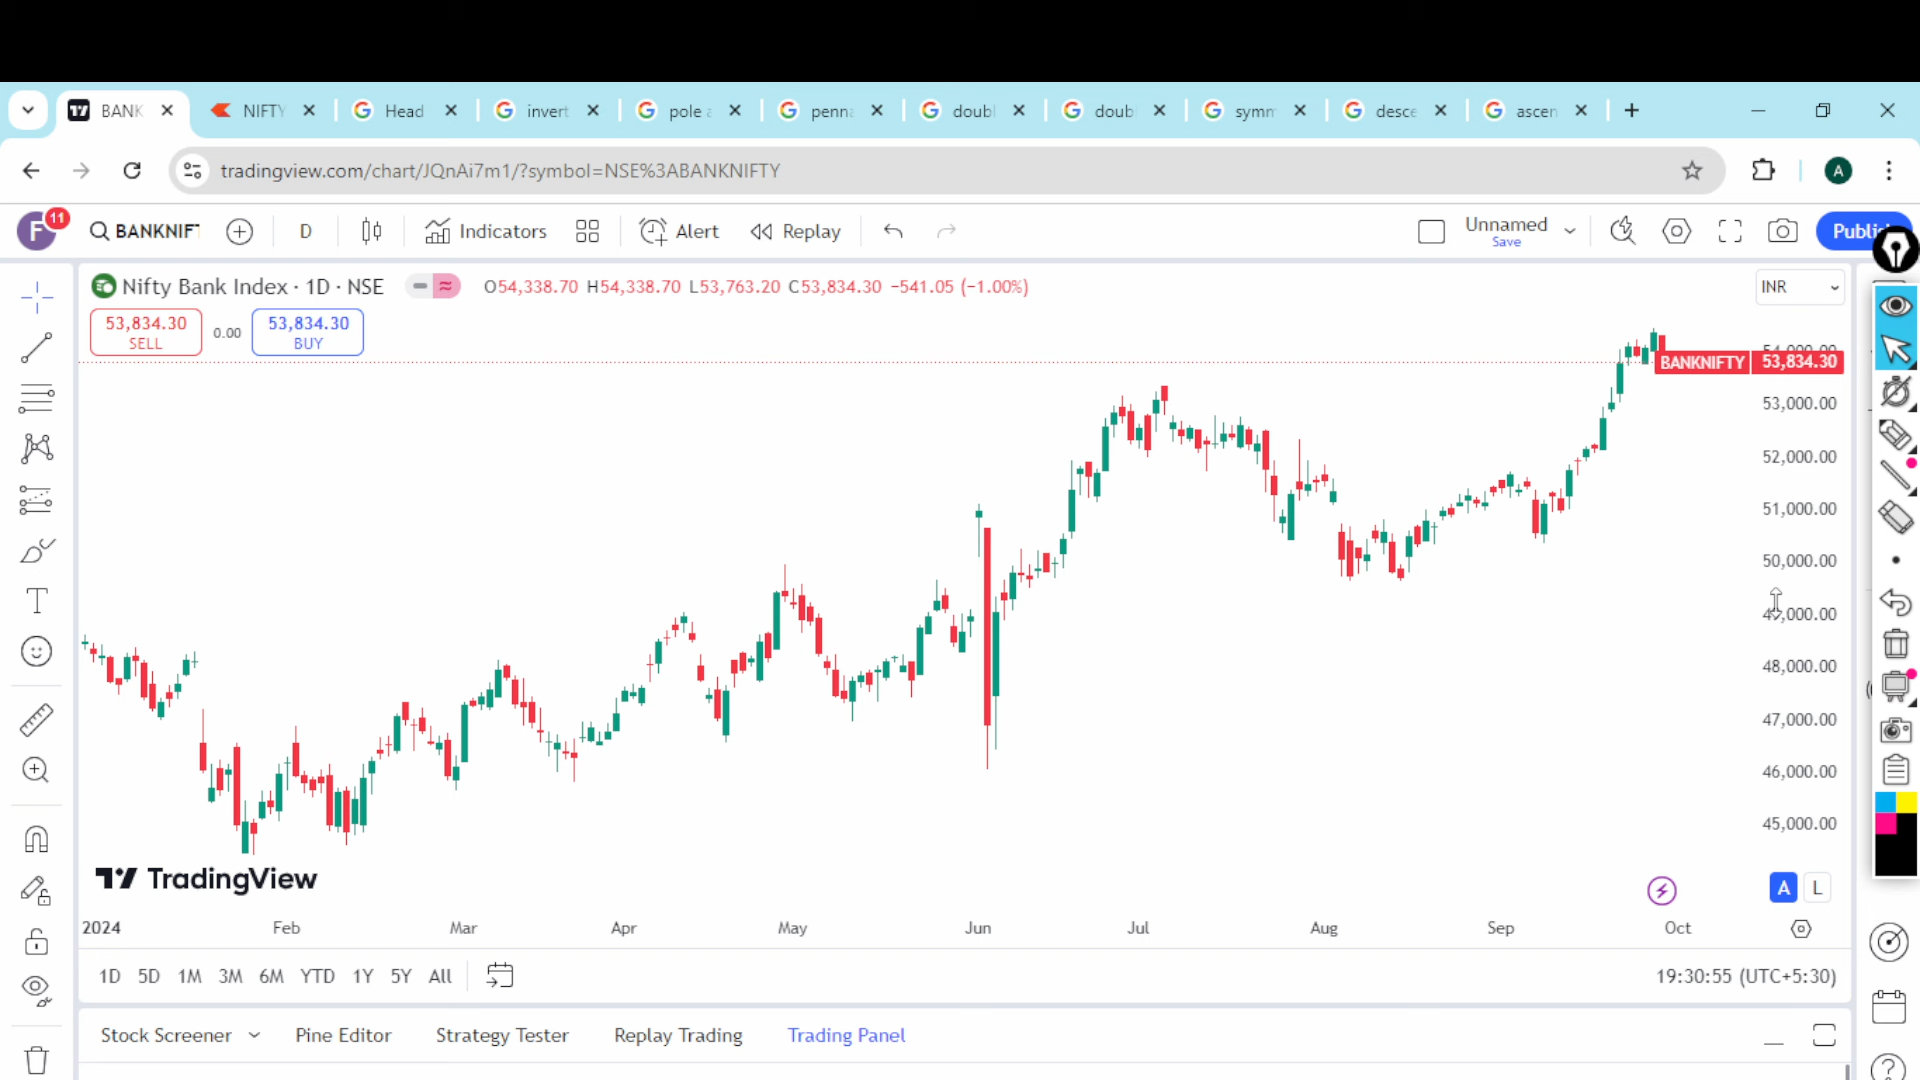 BANK
NIFTY
Head
invert
pole a
penna
doubl
doub
symm
desce
ascen
tradingview.com/chart/JQnAi7m1/?symbol=NSE%3ABANKNIFTY
A
F
11
BANKNIFT
D
Indicators
Alert
Replay
Unnamed
Save
Publi
Nifty Bank Index · 1D · NSE
O54,338.70 H54,338.70 L53,763.20 C53,834.30 −541.05 (−1.00%)
INR
53,834.30
SELL
0.00
53,834.30
BUY
BANKNIFTY 53,834.30
53,000.00
52,000.00
51,000.00
50,000.00
49,000.00
48,000.00
47,000.00
46,000.00
45,000.00
TradingView
A L
2024 Feb Mar Apr May Jun Jul Aug Sep Oct
1D 5D 1M 3M 6M YTD 1Y 5Y All
19:30:55 (UTC+5:30)
Stock Screener Pine Editor Strategy Tester Replay Trading Trading Panel